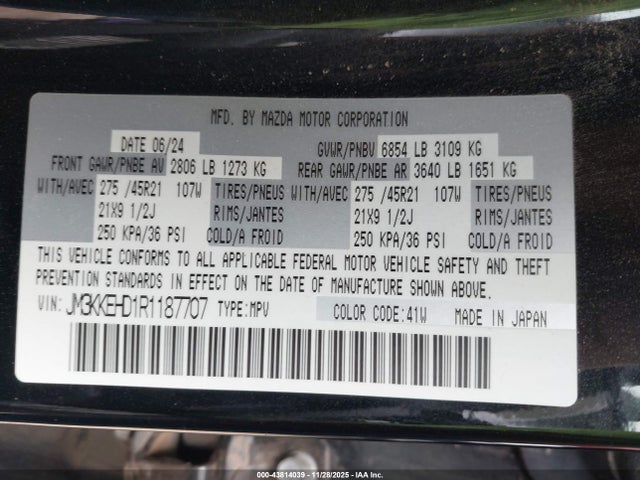 MFD. BY MAZDA MOTOR CORPORATION
DATE 06/24 GVWR/PNBV 6854 LB 3109 KG
FRONT GAWR/PNBE AV 2806 LB 1273 KG REAR GAWR/PNBE AR 3640 LB 1651 KG
WITH/AVEC 275 /45R21 107W TIRES/PNEUS WITH/AVEC 275 /45R21 107W TIRES/PNEUS
21X9 1/2J RIMS/JANTES 21X9 1/2J RIMS/JANTES
250 KPA/36 PSI COLD/A FROID 250 KPA/36 PSI COLD/A FROID
THIS VEHICLE CONFORMS TO ALL APPLICABLE FEDERAL MOTOR VEHICLE SAFETY AND THEFT
PREVENTION STANDARDS IN EFFECT ON THE DATE OF MANUFACTURE SHOWN ABOVE.
VIN: JM3KKEHD1R1187707 TYPE:MPV COLOR CODE:41W MADE IN JAPAN
000-43814039 - 11/28/2025 - IAA Inc.